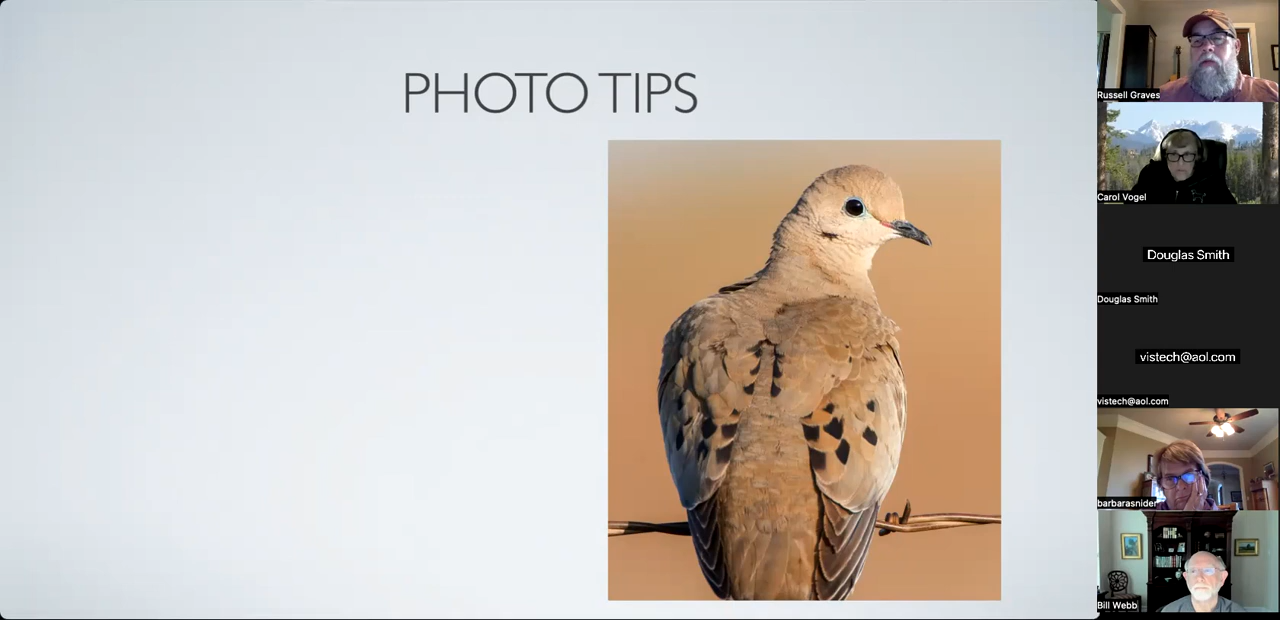 PHOTO TIPS
Russell Graves
Carol Vogel
Douglas Smith
Douglas Smith
vistech@aol.com
vistech@aol.com
barbarasnider
Bill Webb